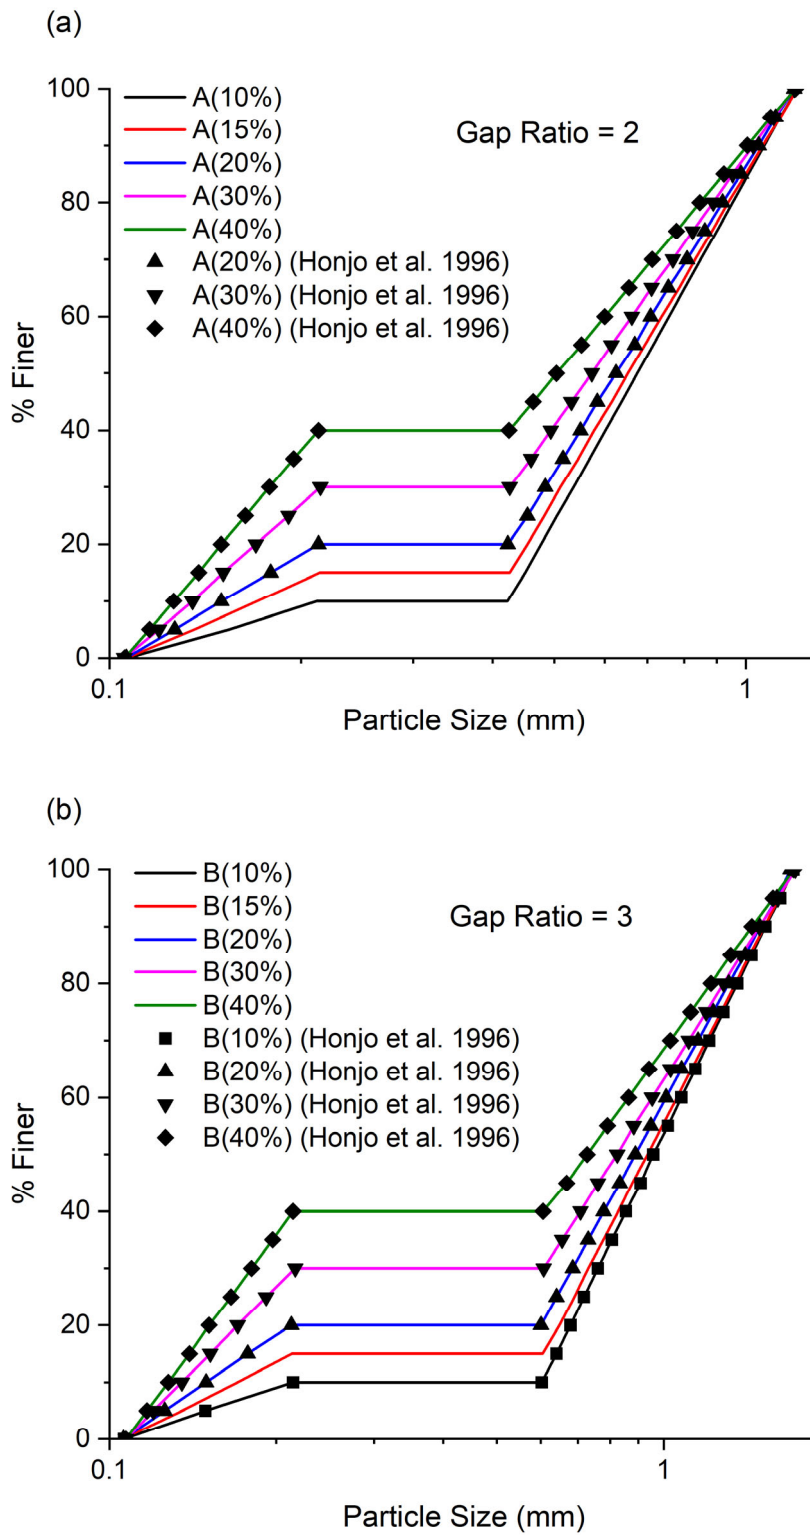 (a)
100
80
60
40
20
0
% Finer
A(10%)
A(15%)
A(20%)
A(30%)
A(40%)
A(20%) (Honjo et al. 1996)
A(30%) (Honjo et al. 1996)
A(40%) (Honjo et al. 1996)
Gap Ratio = 2
0.1 1
Particle Size (mm)
(b)
100
80
60
40
20
0
% Finer
B(10%)
B(15%)
B(20%)
B(30%)
B(40%)
B(10%) (Honjo et al. 1996)
B(20%) (Honjo et al. 1996)
B(30%) (Honjo et al. 1996)
B(40%) (Honjo et al. 1996)
Gap Ratio = 3
0.1 1
Particle Size (mm)